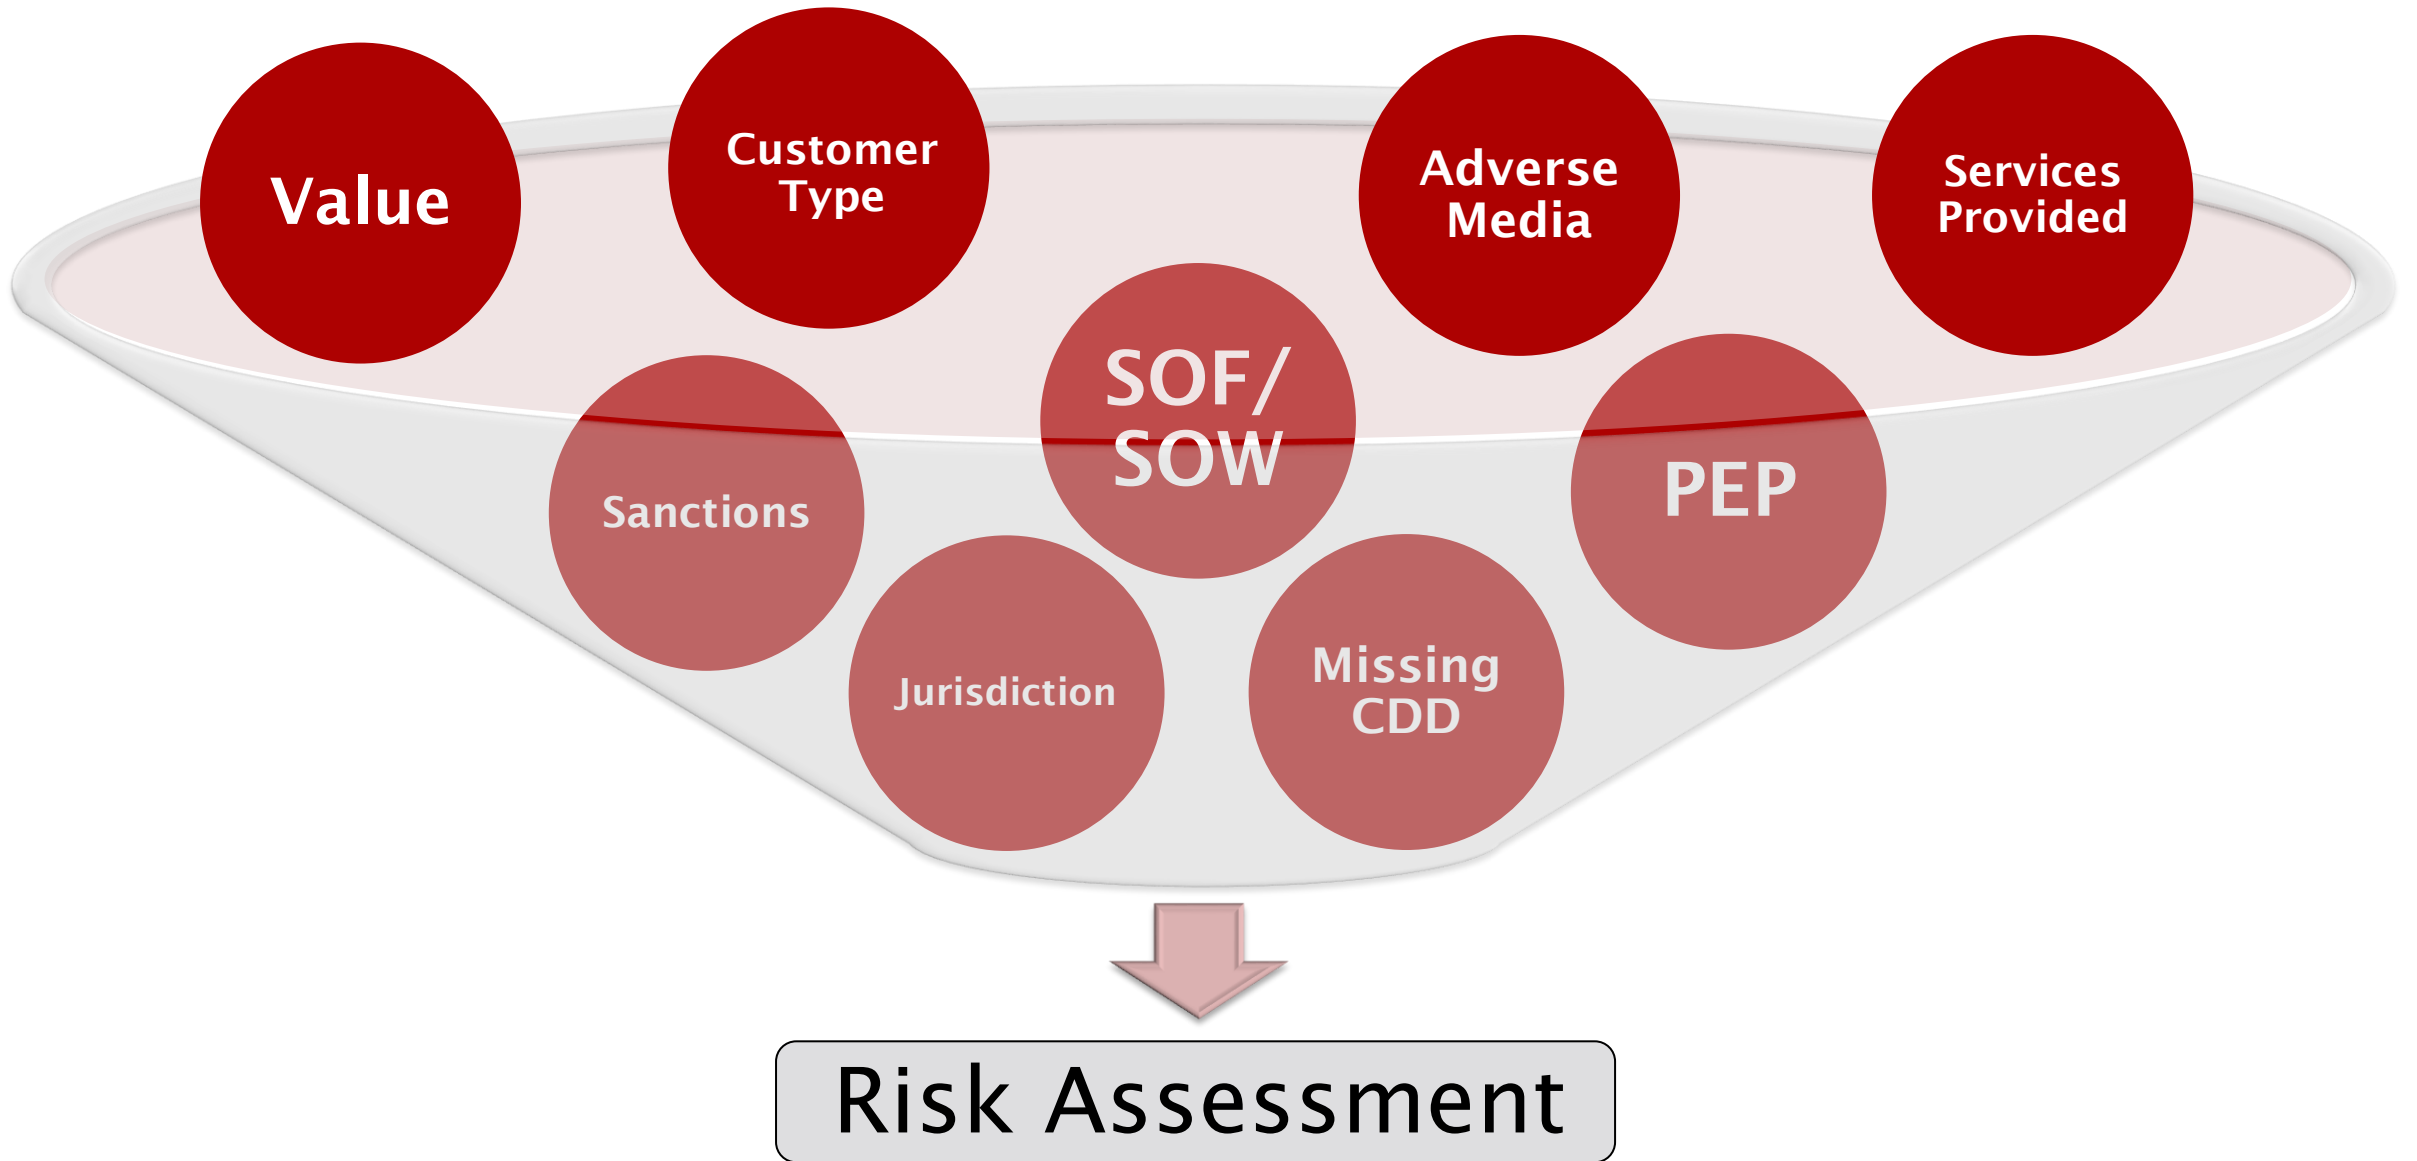 Value
Customer
Type
Adverse
Media
Services
Provided
SOF/
SOW
PEP
Sanctions
Jurisdiction
Missing
CDD
Risk Assessment